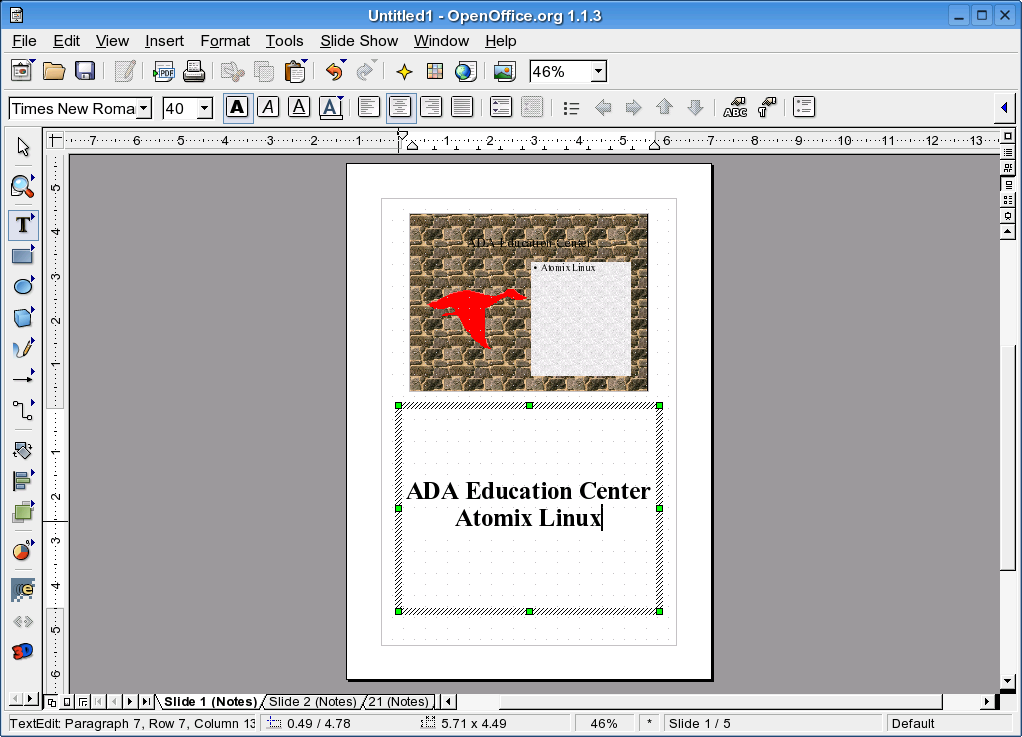 Untitled1 - OpenOffice.org 1.1.3
File Edit View Insert Format Tools Slide Show Window Help
PDF 46%
Times New Roma 40 A A A A ABC
7 6 5 4 3 2 1 1 2 3 4 5 6 7 8 9 10 11 12 13
5
4
3
2
1
1
2
3
4
5
6
T
ADA Education Center
• Atomix Linux
ADA Education Center
Atomix Linux
3D
Slide 1 (Notes) Slide 2 (Notes) 21 (Notes)
TextEdit: Paragraph 7, Row 7, Column 13 0.49 / 4.78 5.71 x 4.49 46% * Slide 1 / 5 Default